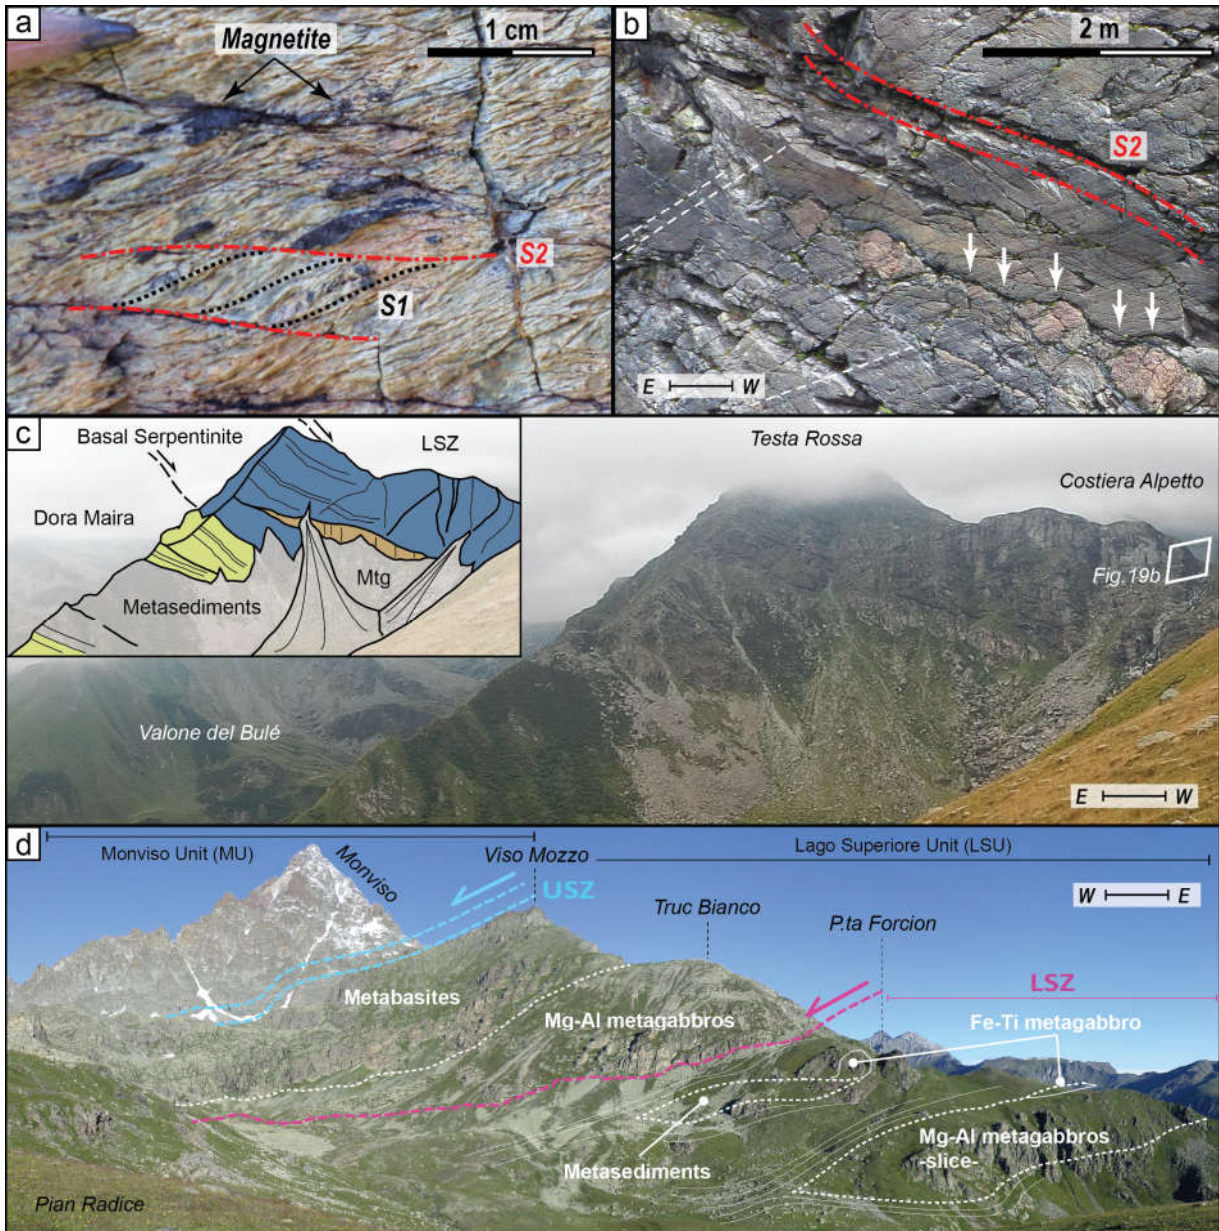 a
Magnetite
1 cm
S2
S1
b
2 m
S2
E W
c
Basal Serpentinite
LSZ
Dora Maira
Mtg
Metasediments
Testa Rossa
Costiera Alpetto
Fig.19b
Valone del Bulé
E W
d
Monviso Unit (MU)
Monviso
Viso Mozzo
Lago Superiore Unit (LSU)
USZ
W E
Truc Bianco
P.ta Forcion
Metabasites
LSZ
Mg-Al metagabbros
Fe-Ti metagabbro
Mg-Al metagabbros
-slice-
Metasediments
Pian Radice